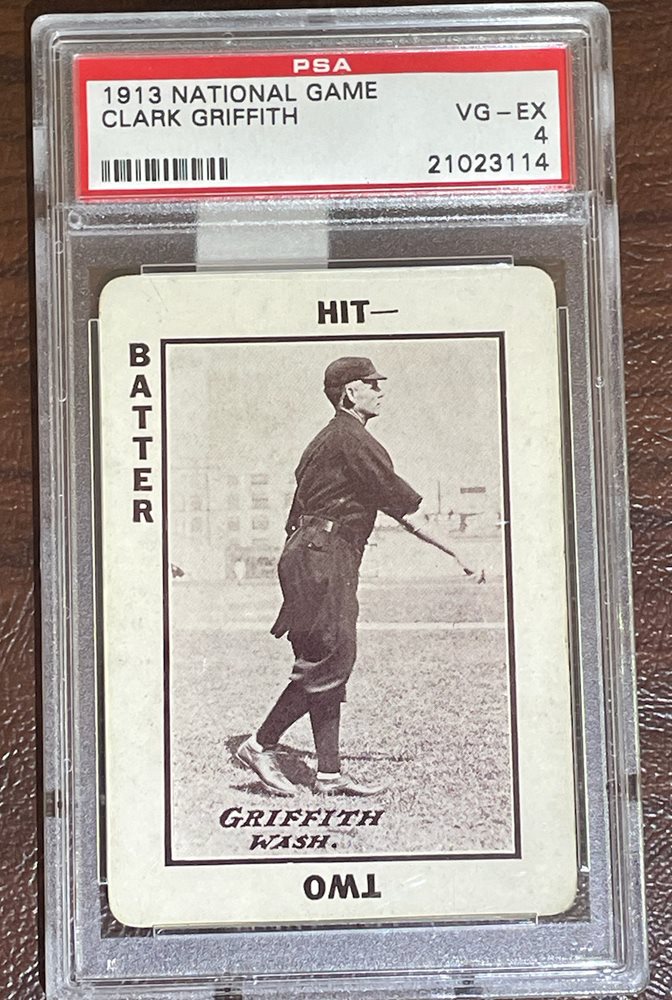 PSA
1913 NATIONAL GAME
CLARK GRIFFITH
VG-EX
4
21023114
HIT—
BATTER
GRIFFITH
WASH.
TWO